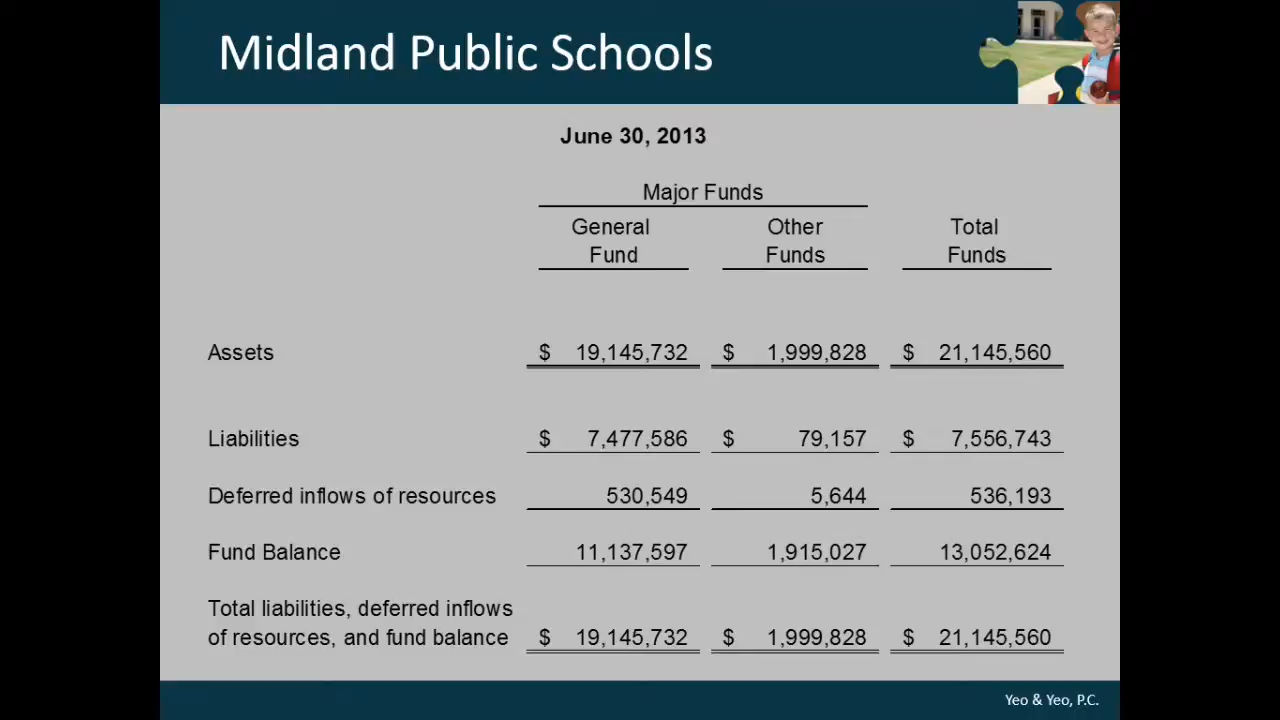 Midland Public Schools
June 30, 2013
Major Funds
General Other Total
Fund Funds Funds
Assets $ 19,145,732 $ 1,999,828 $ 21,145,560
Liabilities $ 7,477,586 $ 79,157 $ 7,556,743
Deferred inflows of resources 530,549 5,644 536,193
Fund Balance 11,137,597 1,915,027 13,052,624
Total liabilities, deferred inflows
of resources, and fund balance $ 19,145,732 $ 1,999,828 $ 21,145,560
Yeo & Yeo, P.C.